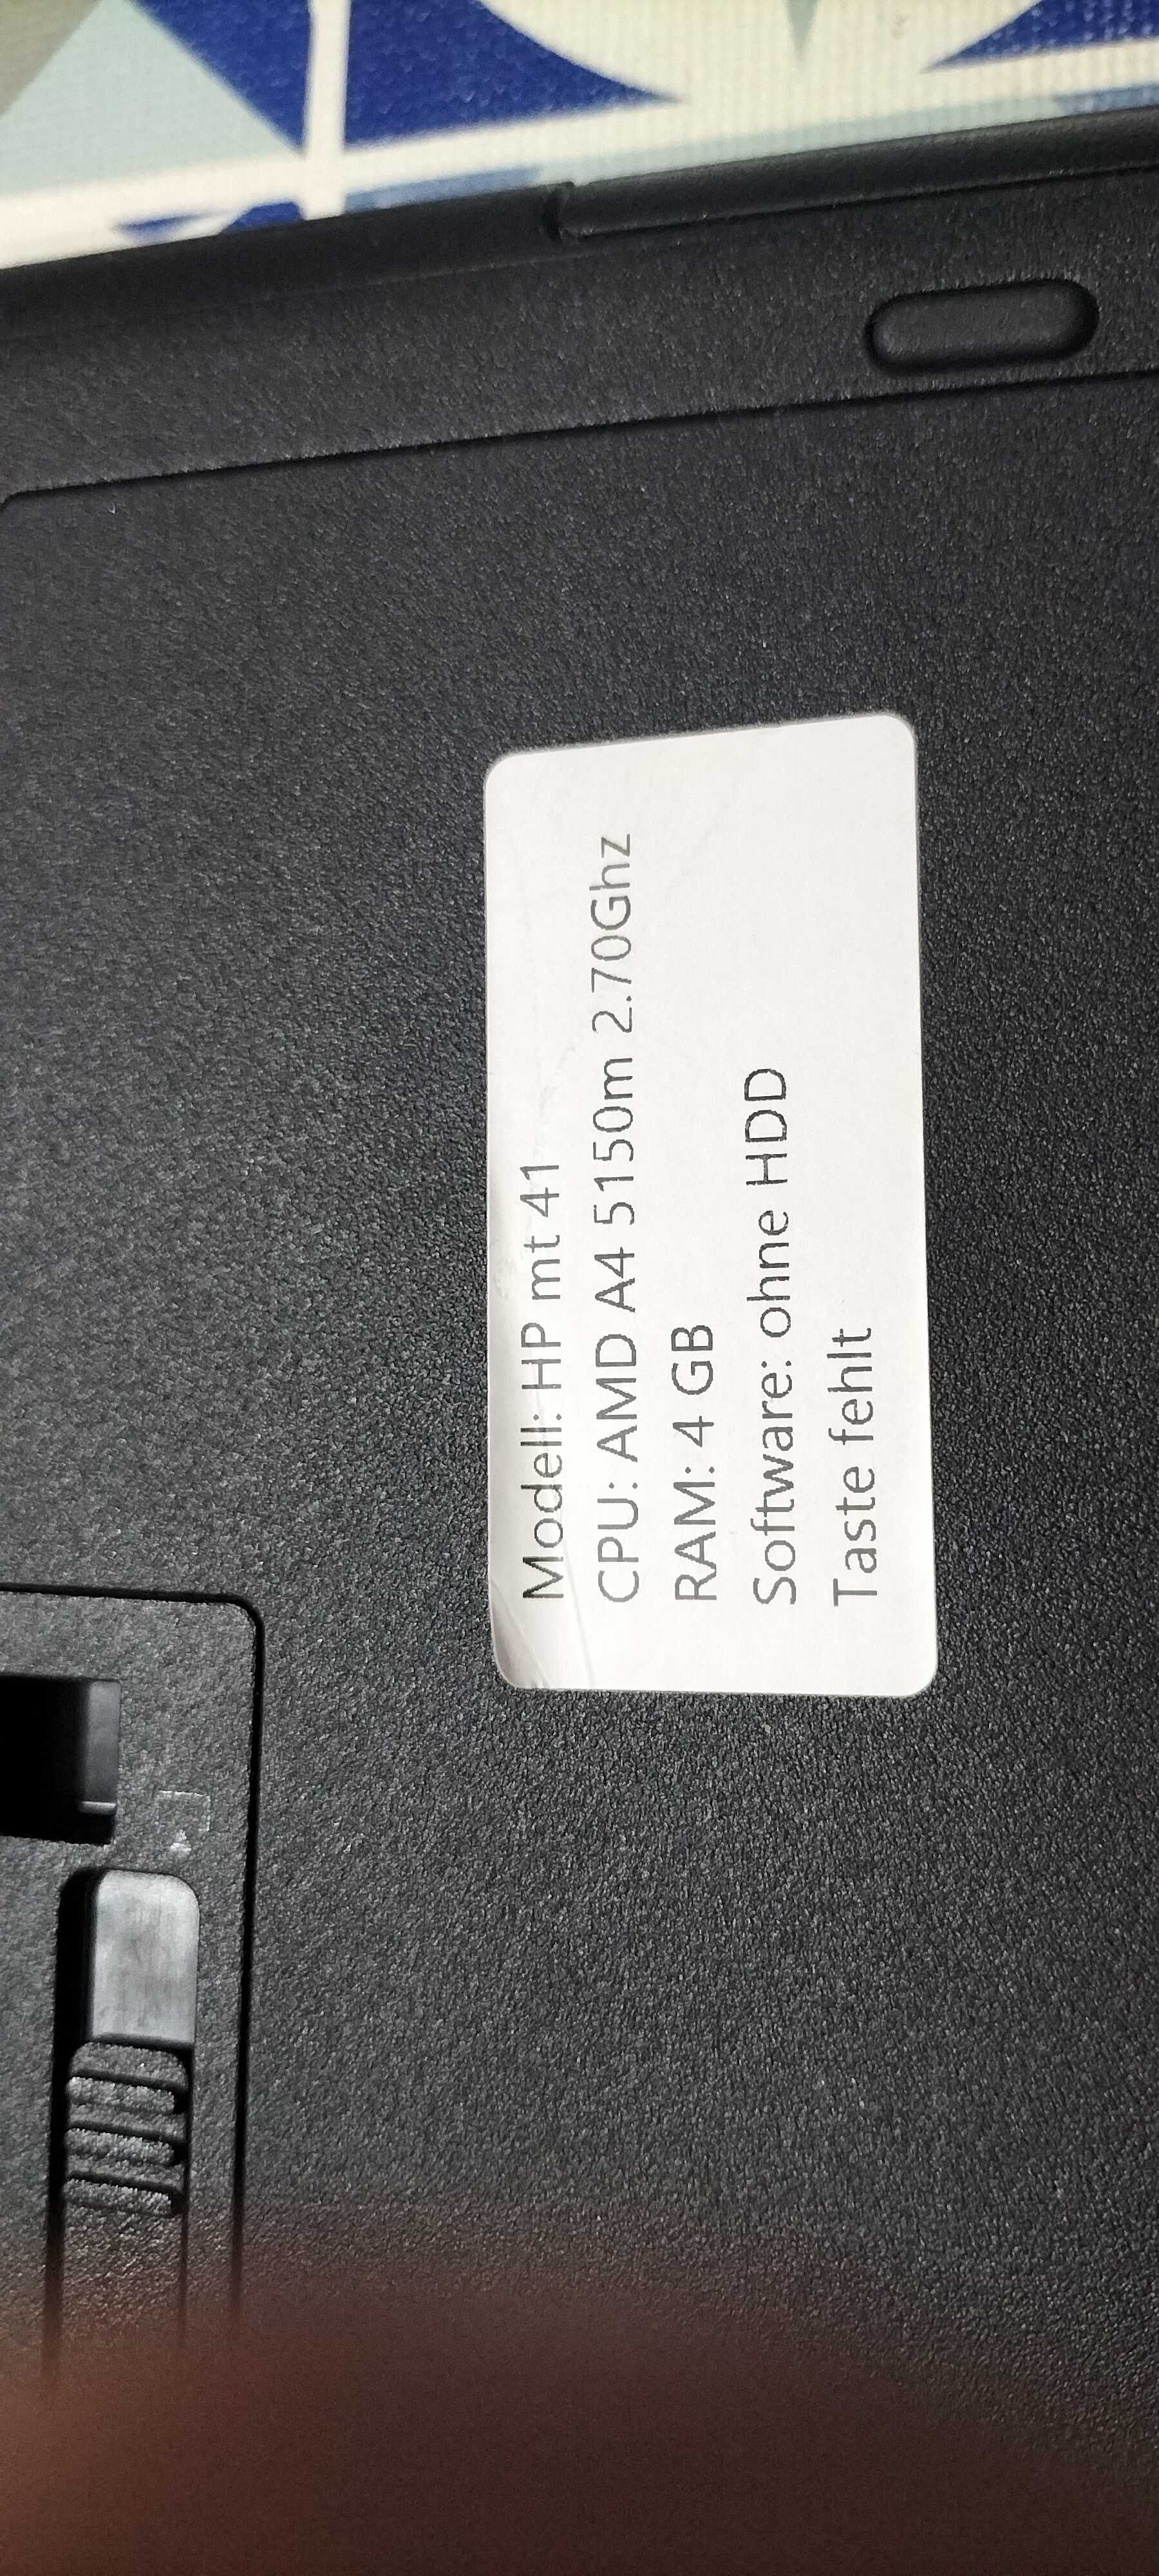 Modell: HP mt 41
CPU: AMD A4 5150m 2.70Ghz
RAM: 4 GB
Software: ohne HDD
Taste fehlt